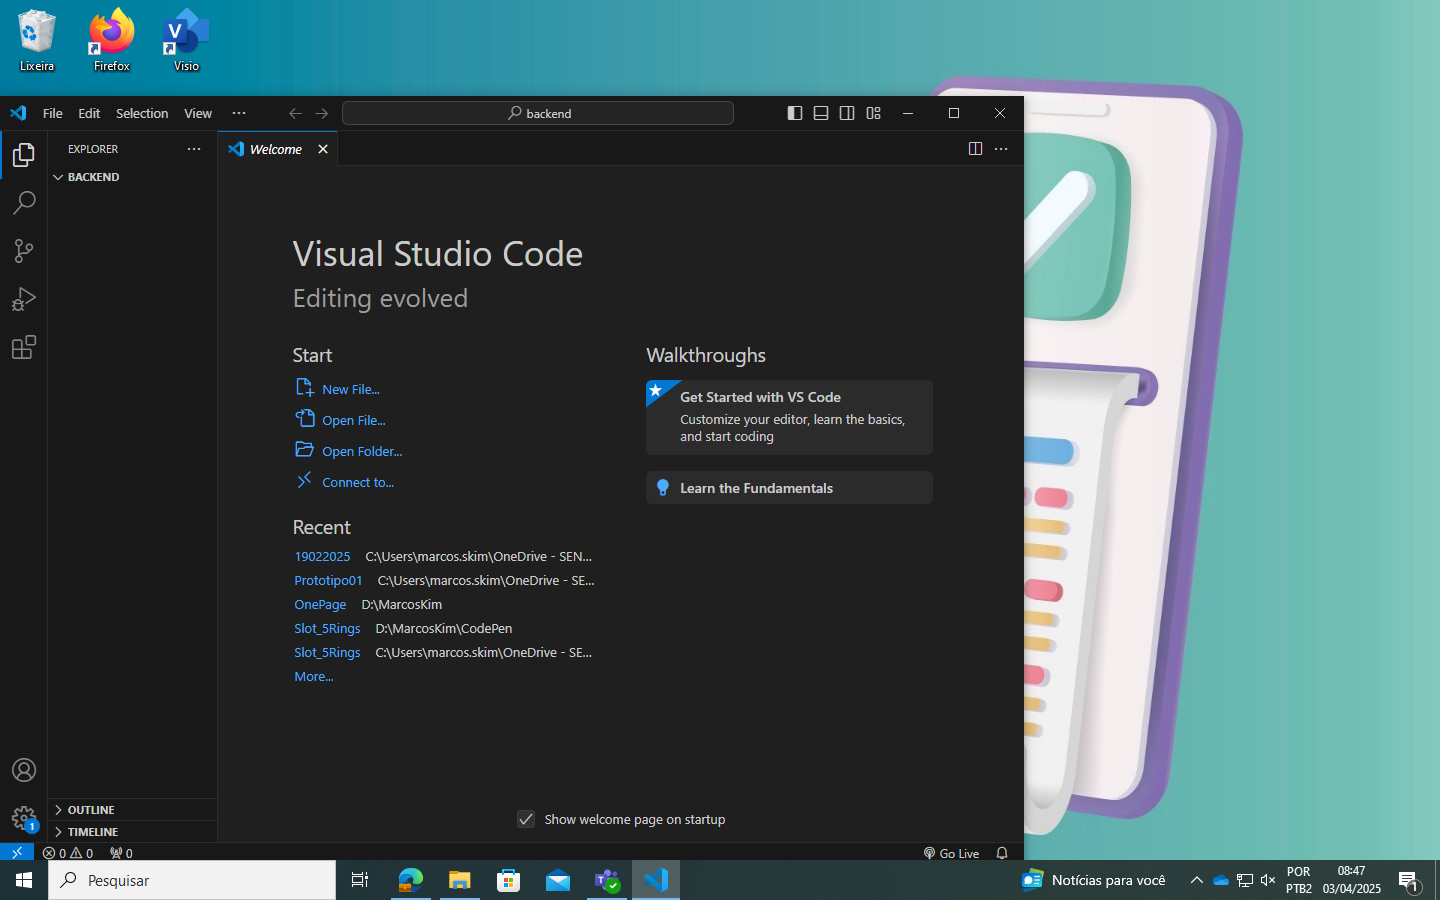 Lixeira
Firefox
Visio
File Edit Selection View ···
backend
EXPLORER
Welcome
BACKEND
Visual Studio Code
Editing evolved
Start
New File...
Open File...
Open Folder...
Connect to...
Walkthroughs
Get Started with VS Code
Customize your editor, learn the basics,
and start coding
Learn the Fundamentals
Recent
19022025 C:\Users\marcos.skim\OneDrive - SEN...
Prototipo01 C:\Users\marcos.skim\OneDrive - SE...
OnePage D:\MarcosKim
Slot_5Rings D:\MarcosKim\CodePen
Slot_5Rings C:\Users\marcos.skim\OneDrive - SE...
More...
1
OUTLINE
TIMELINE
Show welcome page on startup
0 0 0
Go Live
Pesquisar
Notícias para você
POR
PTB2
08:47
03/04/2025
1